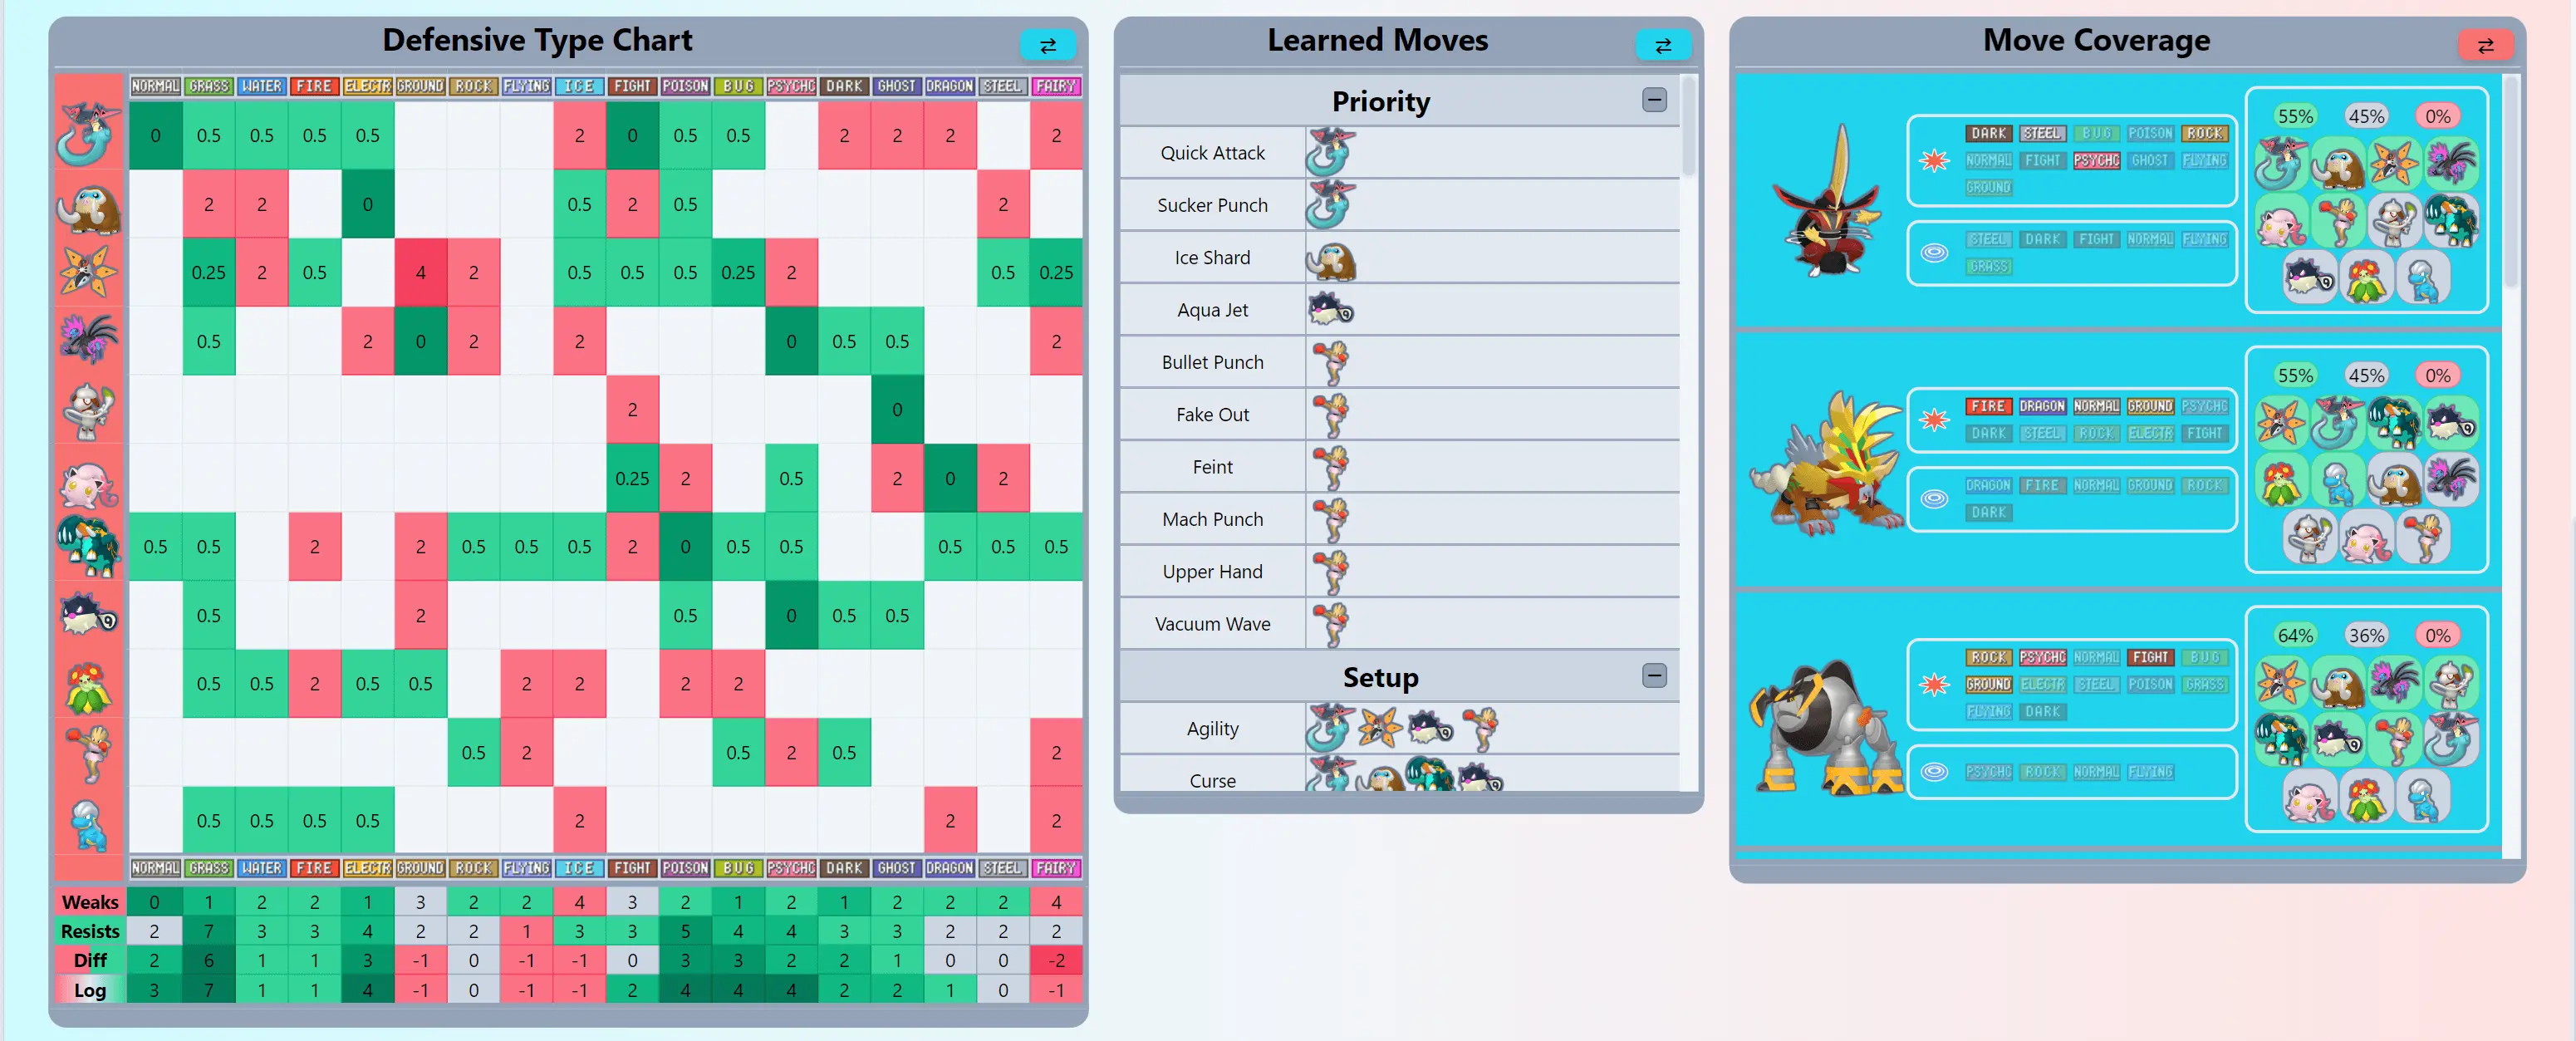 Defensive Type Chart
⇄
NORMAL GRASS WATER FIRE ELECTR GROUND ROCK FLYING ICE FIGHT POISON BUG PSYCHC DARK GHOST DRAGON STEEL FAIRY
0 0.5 0.5 0.5 0.5 2 0 0.5 0.5 2 2 2 2
2 2 0 0.5 2 0.5 2
0.25 2 0.5 4 2 0.5 0.5 0.5 0.25 2 0.5 0.25
0.5 2 0 2 2 0 0.5 0.5 2
2 0
0.25 2 0.5 2 0 2
0.5 0.5 2 2 0.5 0.5 0.5 2 0 0.5 0.5 0.5 0.5 0.5
0.5 2 0.5 0 0.5 0.5
0.5 0.5 2 0.5 0.5 2 2 2 2
0.5 2 0.5 2 0.5 2
0.5 0.5 0.5 0.5 2 2 2
NORMAL GRASS WATER FIRE ELECTR GROUND ROCK FLYING ICE FIGHT POISON BUG PSYCHC DARK GHOST DRAGON STEEL FAIRY
Weaks 0 1 2 2 1 3 2 2 4 3 2 1 2 1 2 2 2 4
Resists 2 7 3 3 4 2 2 1 3 3 5 4 4 3 3 2 2 2
Diff 2 6 1 1 3 -1 0 -1 -1 0 3 3 2 2 1 0 0 -2
Log 3 7 1 1 4 -1 0 -1 -1 2 4 4 4 2 2 1 0 -1
Learned Moves
⇄
Priority
Quick Attack
Sucker Punch
Ice Shard
Aqua Jet
Bullet Punch
Fake Out
Feint
Mach Punch
Upper Hand
Vacuum Wave
Setup
Agility
Curse
Move Coverage
⇄
DARK STEEL BUG POISON ROCK
NORMAL FIGHT PSYCHC GHOST FLYING
GROUND
STEEL DARK FIGHT NORMAL FLYING
GRASS
55% 45% 0%
FIRE DRAGON NORMAL GROUND PSYCHC
DARK STEEL ROCK ELECTR FIGHT
DRAGON FIRE NORMAL GROUND ROCK
DARK
55% 45% 0%
ROCK PSYCHC NORMAL FIGHT BUG
GROUND ELECTR STEEL POISON GRASS
FLYING DARK
PSYCHC ROCK NORMAL FLYING
64% 36% 0%